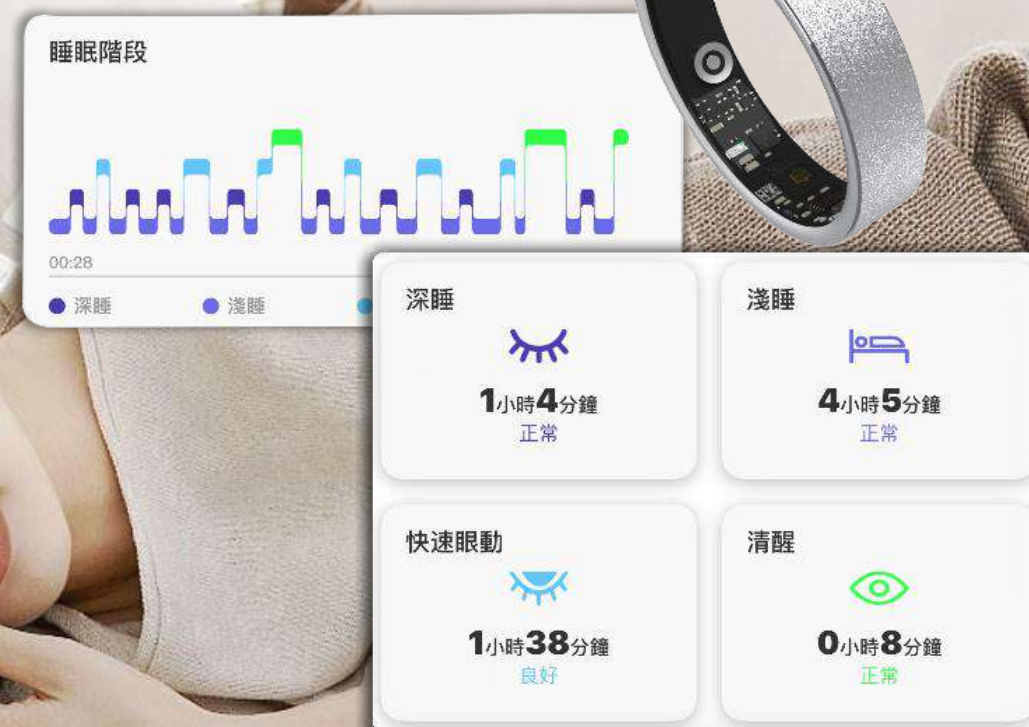 睡眠階段
00:28
深睡
淺睡
深睡
1小時4分鐘
正常
淺睡
4小時5分鐘
正常
快速眼動
1小時38分鐘
良好
清醒
0小時8分鐘
正常